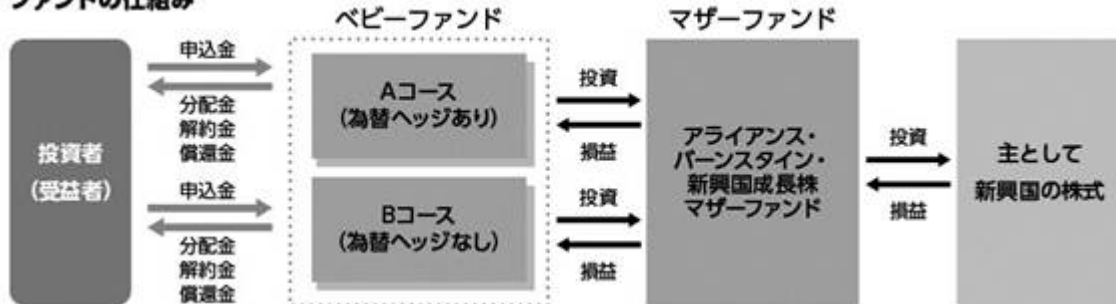 ファンドの仕組み
ベビーファンド
マザーファンド
投資者
(受益者)
申込金
分配金
解約金
償還金
申込金
分配金
解約金
償還金
Aコース
(為替ヘッジあり)
Bコース
(為替ヘッジなし)
投資
損益
投資
損益
アライアンス・
バーンスタイン・
新興国成長株
マザーファンド
投資
損益
主として
新興国の株式